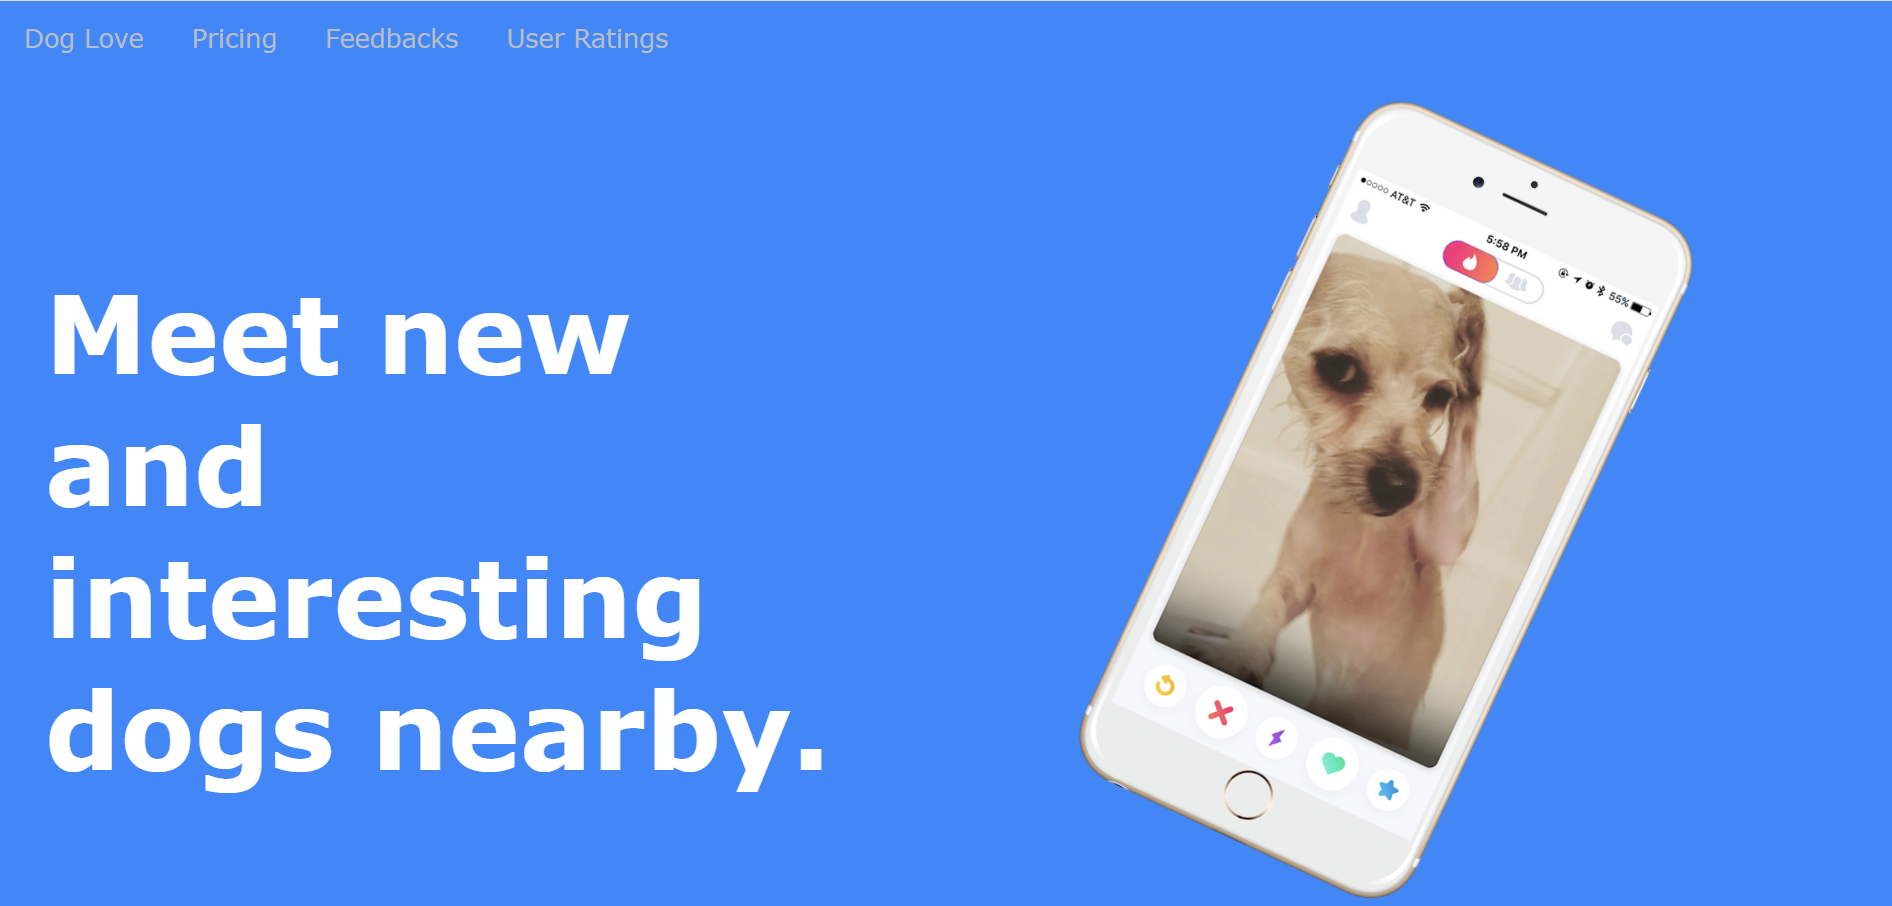 Dog Love Pricing Feedbacks User Ratings
AT&T
5:58 PM
55%
Meet new
and
interesting
dogs nearby.